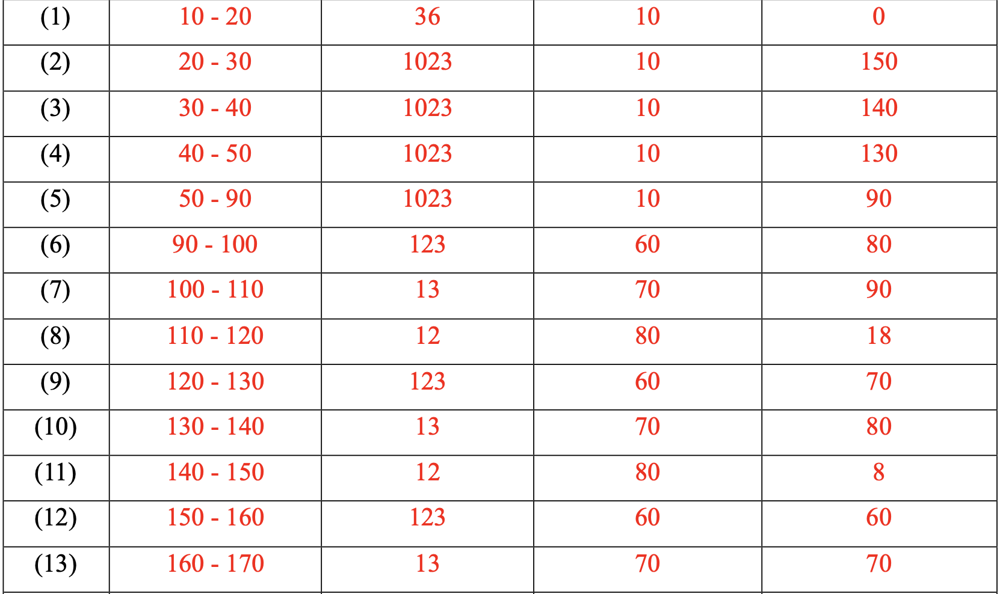 (1) 10 - 20 36 10 0
(2) 20 - 30 1023 10 150
(3) 30 - 40 1023 10 140
(4) 40 - 50 1023 10 130
(5) 50 - 90 1023 10 90
(6) 90 - 100 123 60 80
(7) 100 - 110 13 70 90
(8) 110 - 120 12 80 18
(9) 120 - 130 123 60 70
(10) 130 - 140 13 70 80
(11) 140 - 150 12 80 8
(12) 150 - 160 123 60 60
(13) 160 - 170 13 70 70